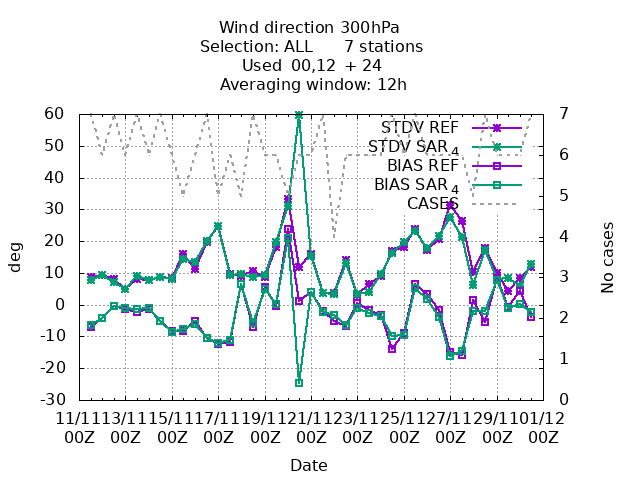 Wind direction 300hPa
Selection: ALL 7 stations
Used 00,12 + 24
Averaging window: 12h
60 7
50 6
40 5
30 4
20 3
10 2
0 1
-10 0
-20
-30
deg
No cases
STDV REF
STDV SAR 4
BIAS REF
BIAS SAR 4
CASES
11/11 13/11 15/11 17/11 19/11 21/11 23/11 25/11 27/11 29/11 01/12
00Z 00Z 00Z 00Z 00Z 00Z 00Z 00Z 00Z 00Z 00Z
Date